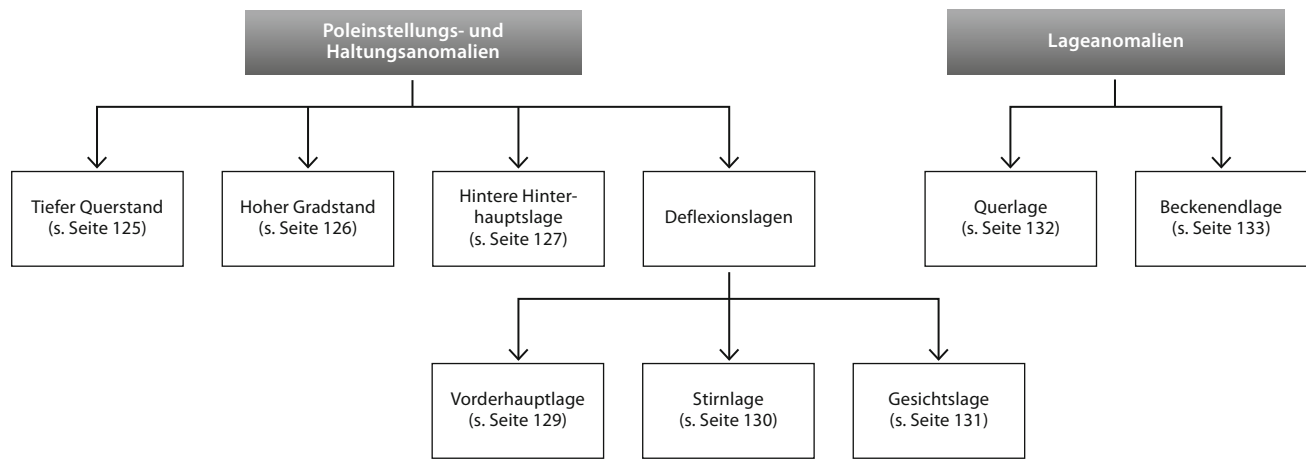 Poleinstellungs- und
Haltungsanomalien
Lageanomalien
Tiefer Querstand
(s. Seite 125)
Hoher Gradstand
(s. Seite 126)
Hintere Hinter-
hauptslage
(s. Seite 127)
Deflexionslagen
Querlage
(s. Seite 132)
Beckenendlage
(s. Seite 133)
Vorderhauptlage
(s. Seite 129)
Stirnlage
(s. Seite 130)
Gesichtslage
(s. Seite 131)